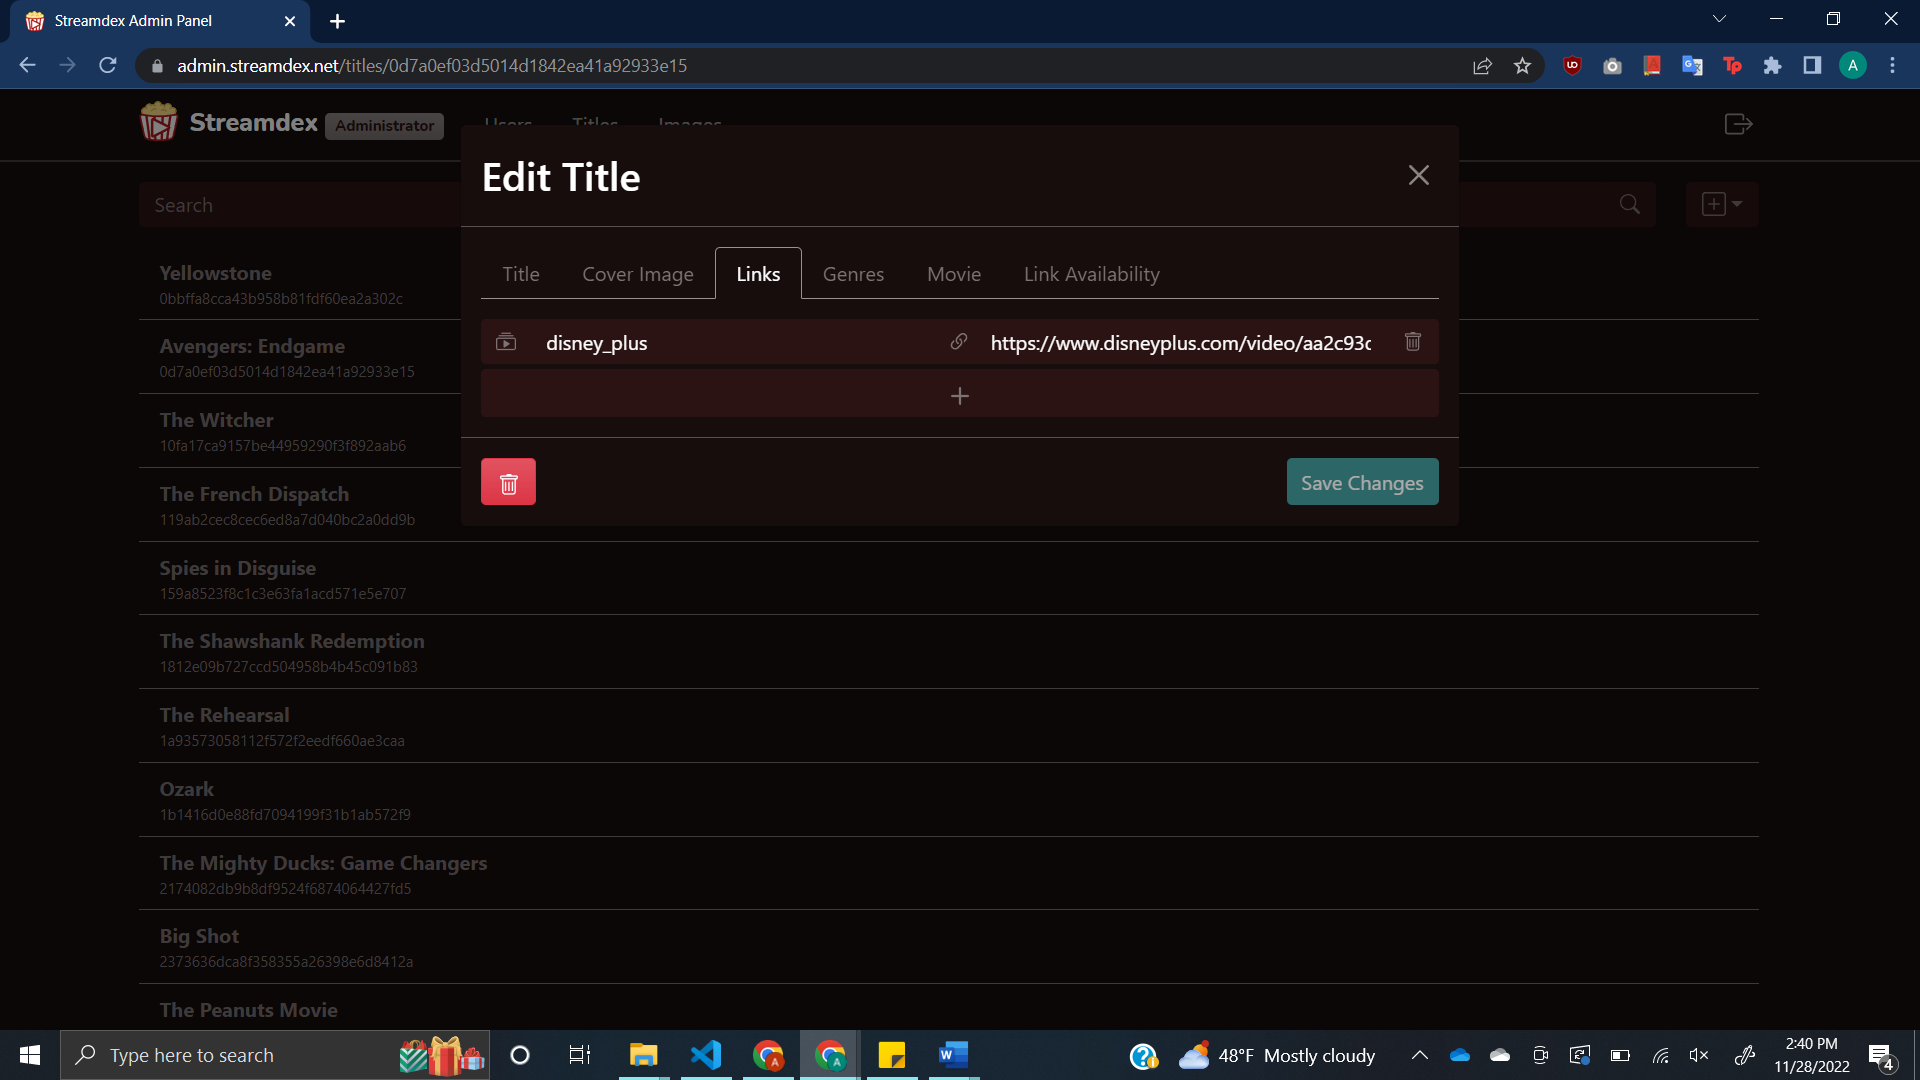 Streamdex Admin Panel
admin.streamdex.net/titles/0d7a0ef03d5014d1842ea41a92933e15
A
Streamdex Administrator Users Titles Images
Edit Title
Search
Title Cover Image Links Genres Movie Link Availability
disney_plus https://www.disneyplus.com/video/aa2c93c
Save Changes
Yellowstone
0bbffa8cca43b958b81fdf60ea2a302c
Avengers: Endgame
0d7a0ef03d5014d1842ea41a92933e15
The Witcher
10fa17ca9157be44959290f3f892aab6
The French Dispatch
119ab2cec8cec6ed8a7d040bc2a0dd9b
Spies in Disguise
159a8523f8c1c3e63fa1acd571e5e707
The Shawshank Redemption
1812e09b727ccd504958b4b45c091b83
The Rehearsal
1a93573058112f572f2eedf660ae3caa
Ozark
1b1416d0e88fd7094199f31b1ab572f9
The Mighty Ducks: Game Changers
2174082db9b8df9524f6874064427fd5
Big Shot
2373636dca8f358355a26398e6d8412a
The Peanuts Movie
Type here to search
48°F Mostly cloudy
2:40 PM
11/28/2022
4